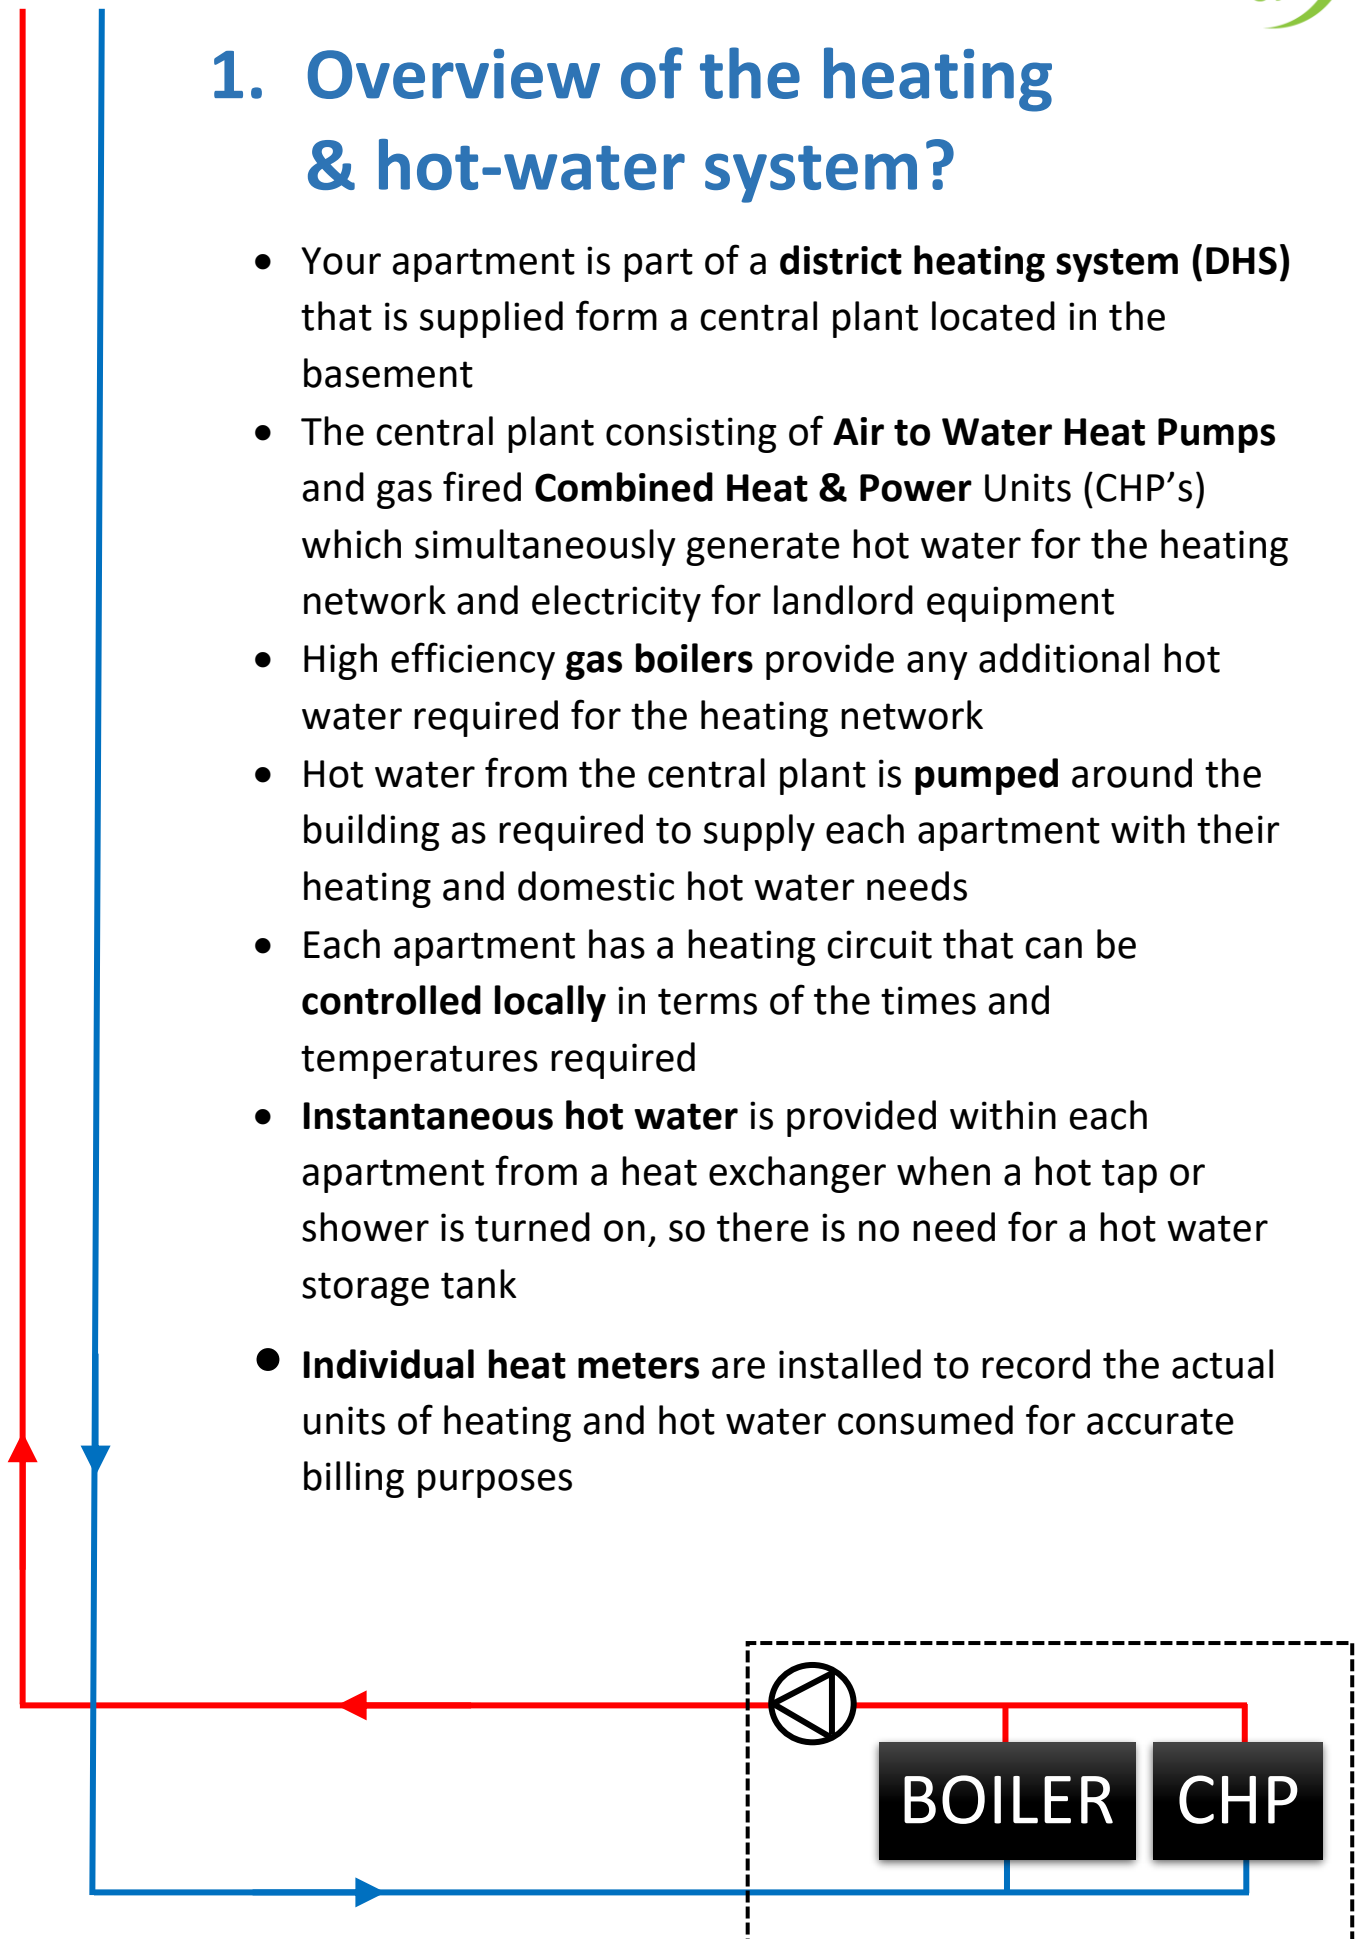 1. Overview of the heating
& hot-water system?
• Your apartment is part of a district heating system (DHS)
that is supplied form a central plant located in the
basement
• The central plant consisting of Air to Water Heat Pumps
and gas fired Combined Heat & Power Units (CHP’s)
which simultaneously generate hot water for the heating
network and electricity for landlord equipment
• High efficiency gas boilers provide any additional hot
water required for the heating network
• Hot water from the central plant is pumped around the
building as required to supply each apartment with their
heating and domestic hot water needs
• Each apartment has a heating circuit that can be
controlled locally in terms of the times and
temperatures required
• Instantaneous hot water is provided within each
apartment from a heat exchanger when a hot tap or
shower is turned on, so there is no need for a hot water
storage tank
• Individual heat meters are installed to record the actual
units of heating and hot water consumed for accurate
billing purposes
BOILER CHP